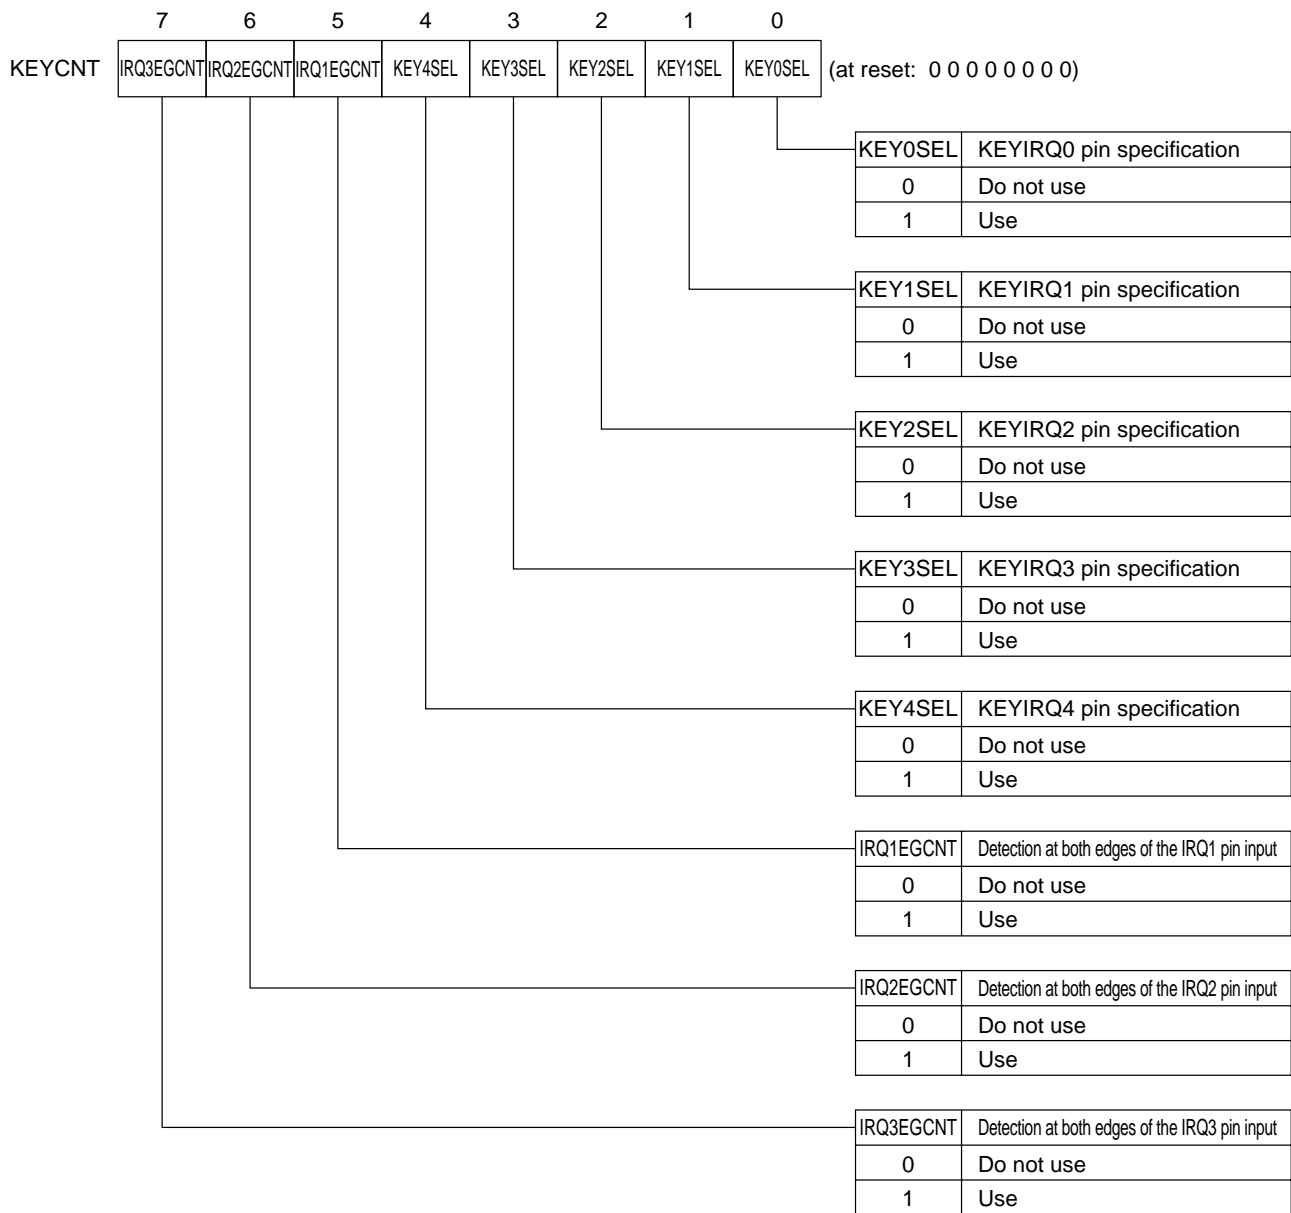 7 6 5 4 3 2 1 0
KEYCNT IRQ3EGCNT IRQ2EGCNT IRQ1EGCNT KEY4SEL KEY3SEL KEY2SEL KEY1SEL KEY0SEL (at reset: 0 0 0 0 0 0 0 0)
KEY0SEL KEYIRQ0 pin specification
0 Do not use
1 Use
KEY1SEL KEYIRQ1 pin specification
0 Do not use
1 Use
KEY2SEL KEYIRQ2 pin specification
0 Do not use
1 Use
KEY3SEL KEYIRQ3 pin specification
0 Do not use
1 Use
KEY4SEL KEYIRQ4 pin specification
0 Do not use
1 Use
IRQ1EGCNT Detection at both edges of the IRQ1 pin input
0 Do not use
1 Use
IRQ2EGCNT Detection at both edges of the IRQ2 pin input
0 Do not use
1 Use
IRQ3EGCNT Detection at both edges of the IRQ3 pin input
0 Do not use
1 Use